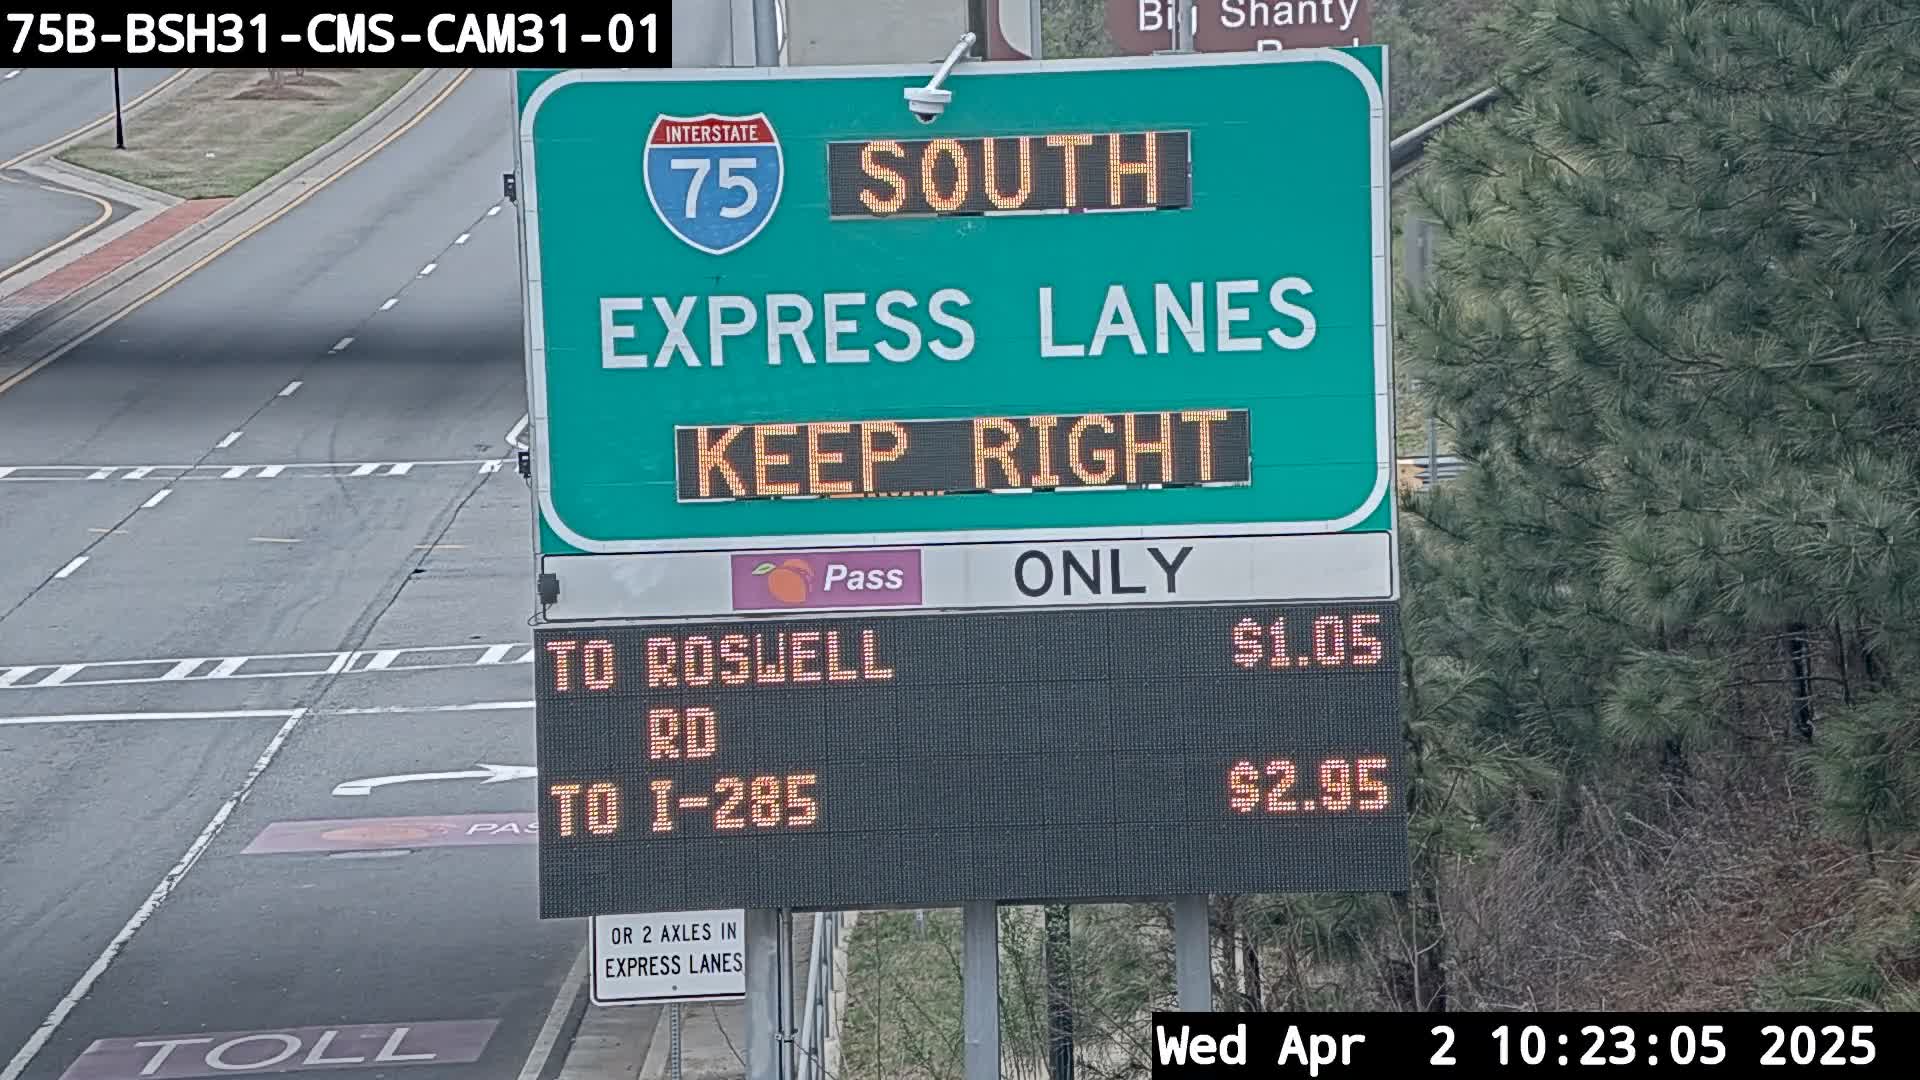 75B-BSH31-CMS-CAM31-01
Big Shanty
Road
INTERSTATE
75
SOUTH
EXPRESS LANES
KEEP RIGHT
Pass ONLY
TO ROSWELL $1.05
RD
TO I-285 $2.95
OR 2 AXLES IN
EXPRESS LANES
TOLL
Wed Apr 2 10:23:05 2025